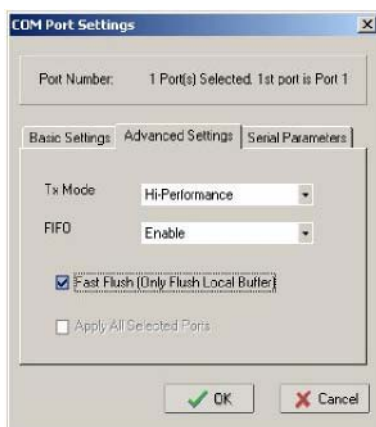 COM Port Settings
Port Number: 1 Port(s) Selected. 1st port is Port 1
Basic Settings Advanced Settings Serial Parameters
Tx Mode Hi-Performance
FIFO Enable
Fast Flush (Only Flush Local Buffer)
Apply All Selected Ports
OK Cancel